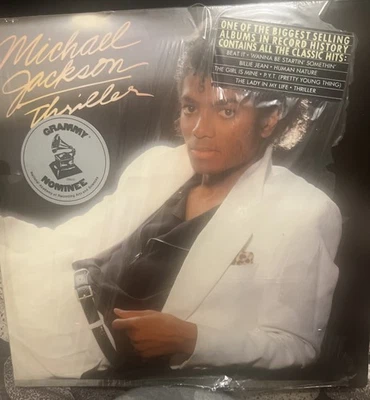 Michael
Jackson
Thriller
ONE OF THE BIGGEST SELLING
ALBUMS IN RECORD HISTORY
CONTAINS ALL THE CLASSIC HITS:
BEAT IT • WANNA BE STARTIN' SOMETHIN'
BILLIE JEAN • HUMAN NATURE
THE GIRL IS MINE • P.Y.T. (PRETTY YOUNG THING)
THE LADY IN MY LIFE • THRILLER
GRAMMY
NOMINEE